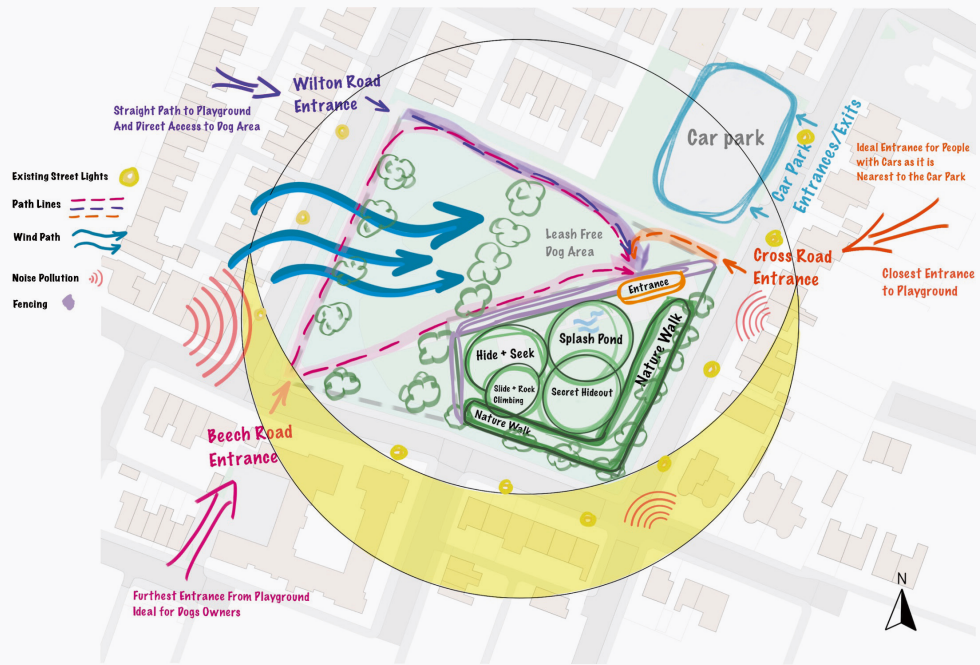 Wilton Road
Entrance
Straight Path to Playground
And Direct Access to Dog Area
Existing Street Lights
Path Lines
Wind Path
Noise Pollution
Fencing
Car park
Car Park
Entrances/Exits
Ideal Entrance for People
with Cars as it is
Nearest to the Car Park
Leash Free
Dog Area
Cross Road
Entrance
Closest Entrance
to Playground
Entrance
Splash Pond
Hide + Seek
Nature Walk
Slide + Rock
Climbing
Secret Hideout
Nature Walk
Beech Road
Entrance
Furthest Entrance From Playground
Ideal for Dogs Owners
N